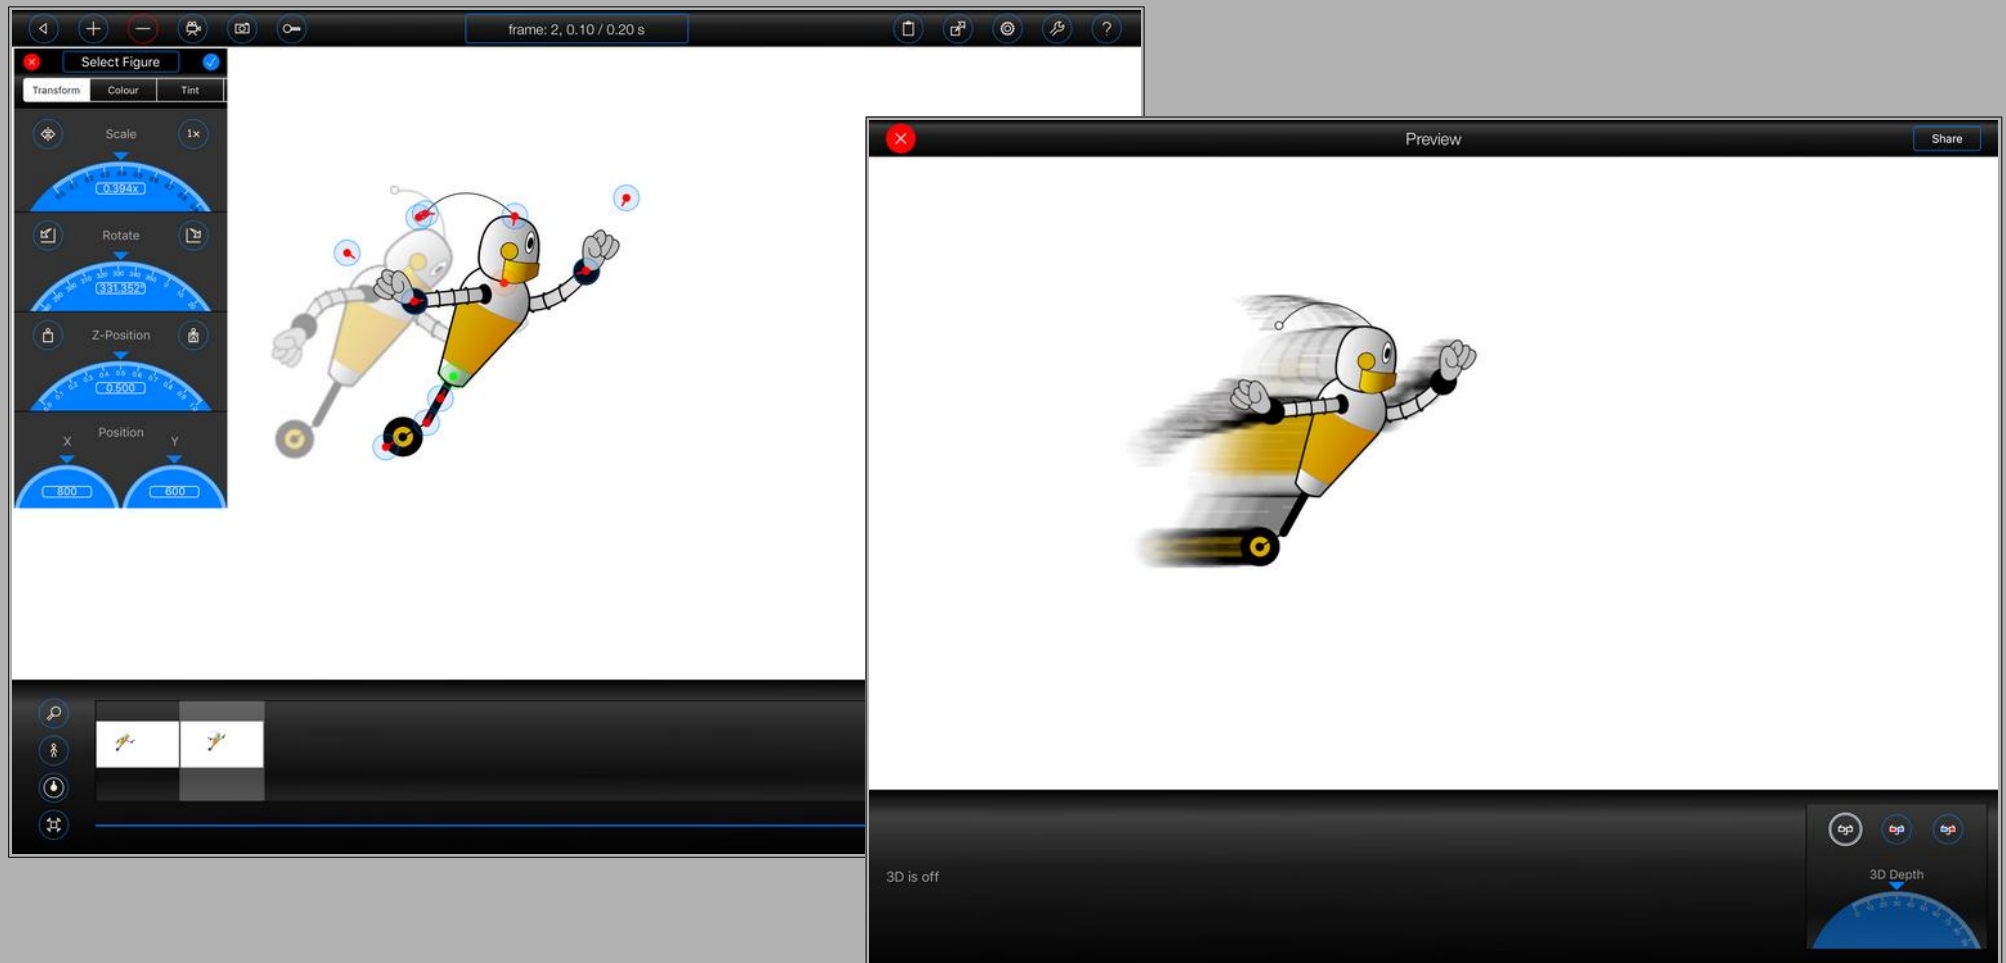 frame: 2, 0.10 / 0.20 s
?
Select Figure
Transform Colour Tint
Scale
1x
0.394x
Rotate
331.352°
Z-Position
0.500
Position
X Y
800 600
Preview
Share
3D is off
3D Depth